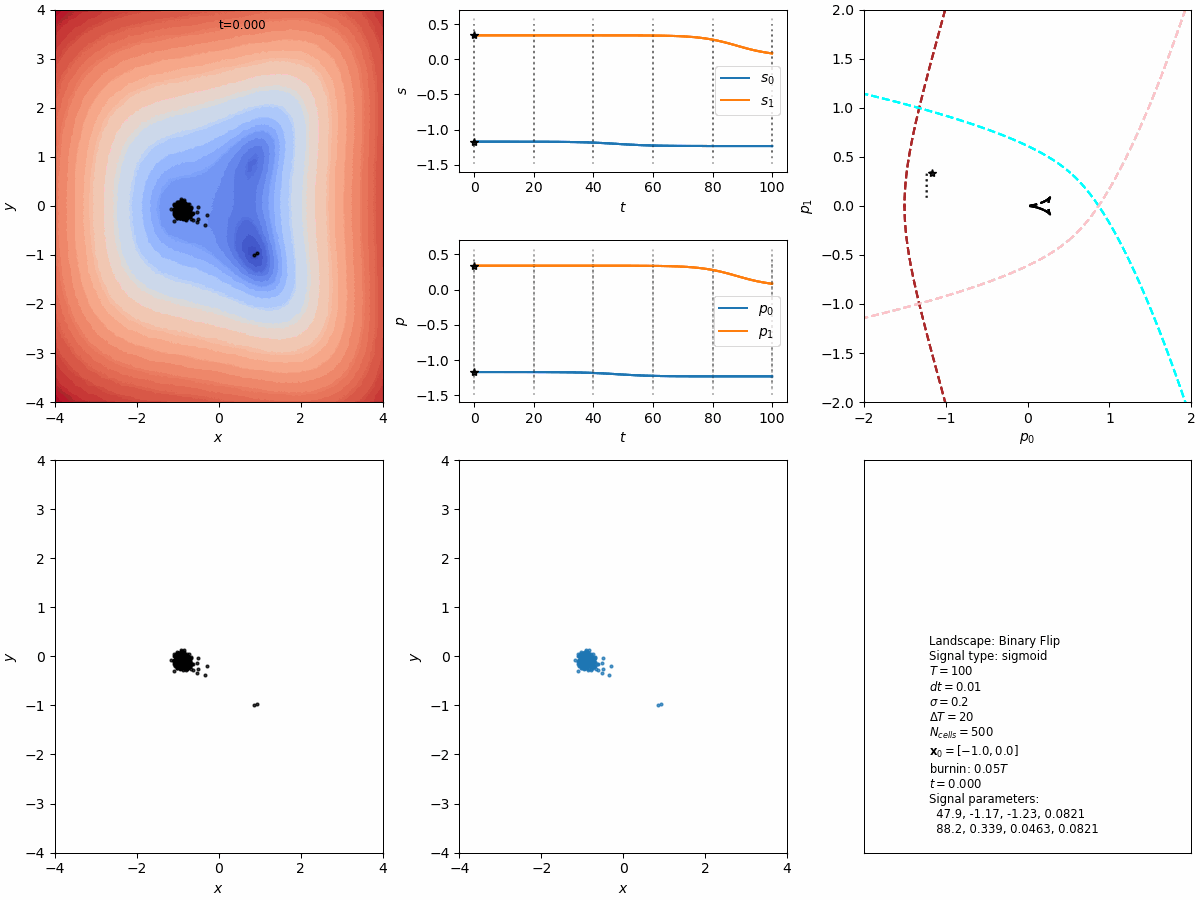 t=0.000
4
3
2
1
0
−1
−2
−3
−4
y
−4
−2
0
2
4
x
0.5
0.0
−0.5
−1.0
−1.5
s
s₀
s₁
0
20
40
60
80
100
t
0.5
0.0
−0.5
−1.0
−1.5
p
p₀
p₁
0
20
40
60
80
100
t
2.0
1.5
1.0
0.5
0.0
−0.5
−1.0
−1.5
−2.0
p₁
−2
−1
0
1
2
p₀
4
3
2
1
0
−1
−2
−3
−4
y
−4
−2
0
2
4
x
4
3
2
1
0
−1
−2
−3
−4
y
−4
−2
0
2
4
x
Landscape: Binary Flip
Signal type: sigmoid
T = 100
dt = 0.01
σ = 0.2
ΔT = 20
N_cells = 500
x₀ = [−1.0, 0.0]
burnin: 0.05T
t = 0.000
Signal parameters:
47.9, -1.17, -1.23, 0.0821
88.2, 0.339, 0.0463, 0.0821